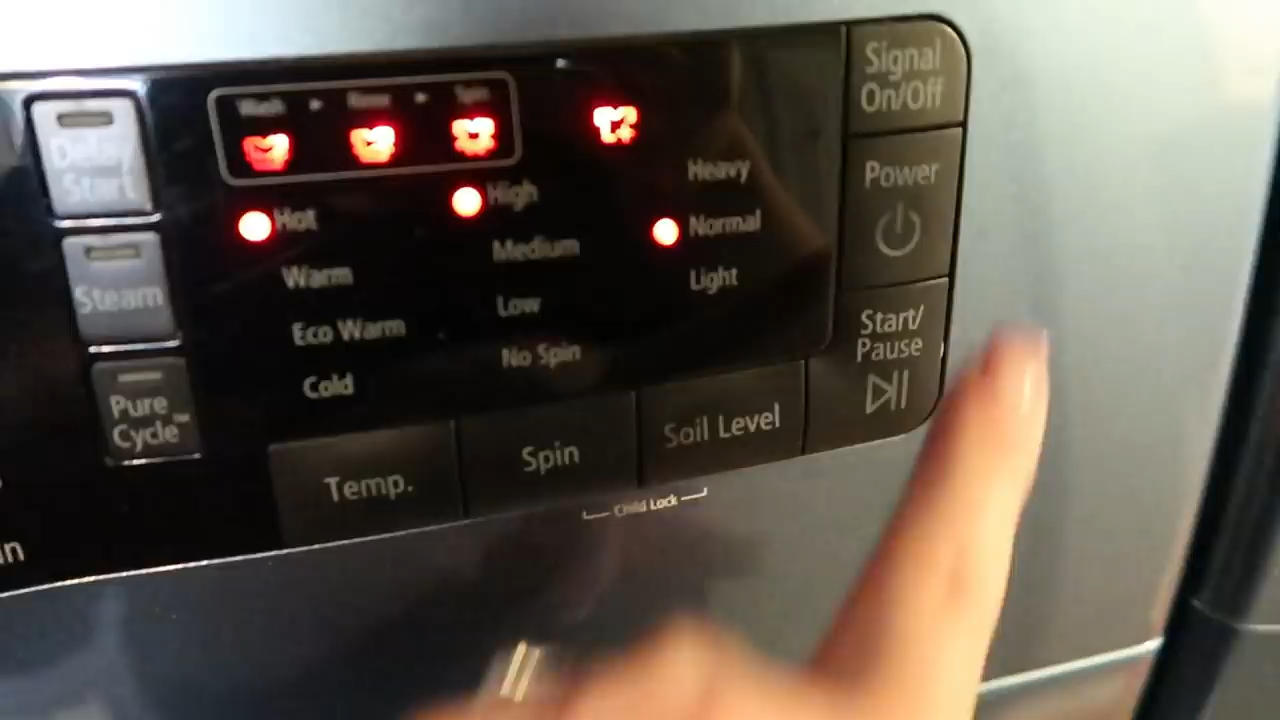 Signal
On/Off
Wash Rinse Spin
Delay
Start
Heavy
Power
Hot
High
Normal
Warm
Medium
Light
Steam
Eco Warm
Low
Start/
Pause
Cold
No Spin
Pure
Cycle™
Temp.
Spin
Soil Level
Child Lock